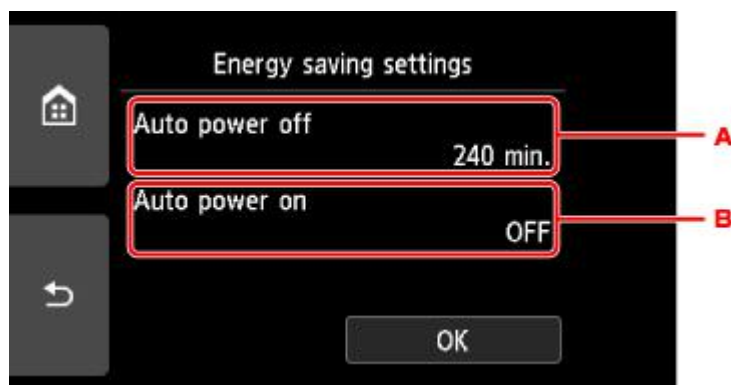 Energy saving settings
Auto power off
240 min.
A
Auto power on
OFF
B
OK